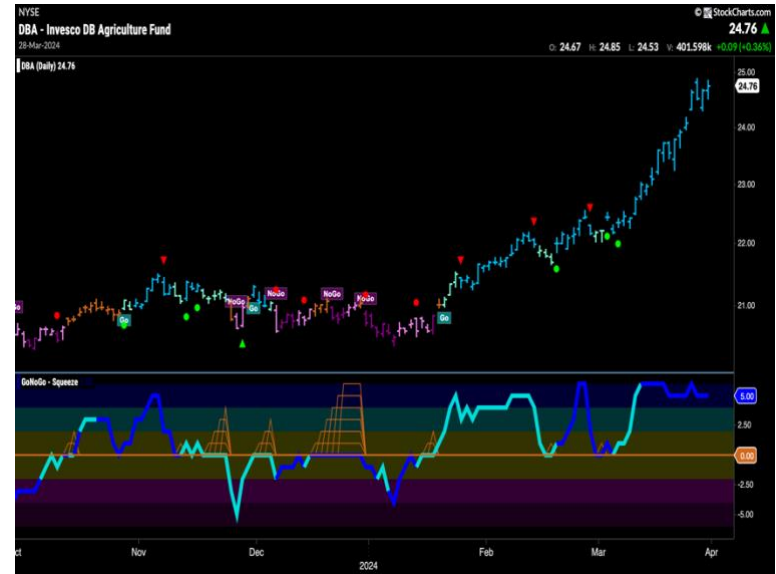 NYSE
© StockCharts.com
DBA - Invesco DB Agriculture Fund
24.76
28-Mar-2024
O: 24.67 H: 24.85 L: 24.53 V: 401.598k +0.09 (+0.36%)
DBA (Daily) 24.76
25.00
24.76
24.00
23.00
22.00
21.00
Go
NoGo
Go
NoGo
NoGo
NoGo
Go
GoNoGo - Squeeze
5.00
2.50
0.00
-2.50
-5.00
Nov
Dec
Feb
Mar
Apr
2024